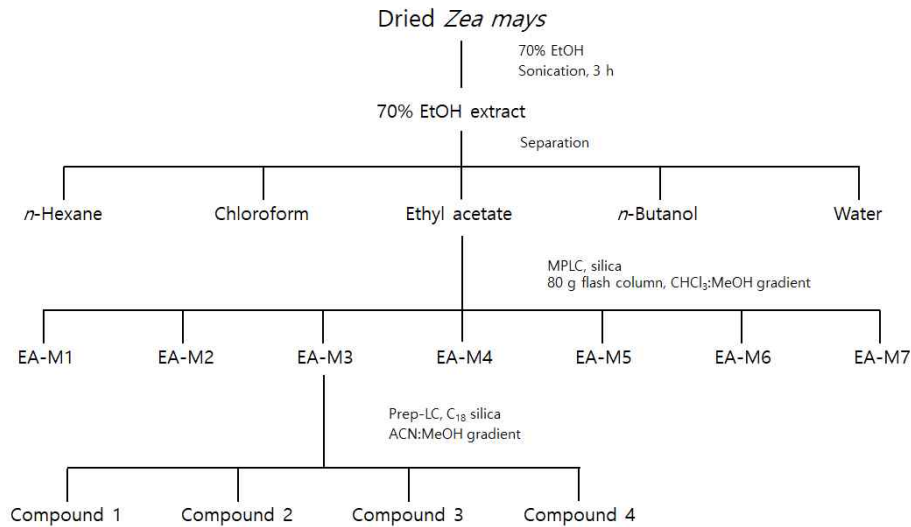 Dried Zea mays
70% EtOH
Sonication, 3 h
70% EtOH extract
Separation
n-Hexane
Chloroform
Ethyl acetate
n-Butanol
Water
MPLC, silica
80 g flash column, CHCl₃:MeOH gradient
EA-M1
EA-M2
EA-M3
EA-M4
EA-M5
EA-M6
EA-M7
Prep-LC, C₁₈ silica
ACN:MeOH gradient
Compound 1
Compound 2
Compound 3
Compound 4